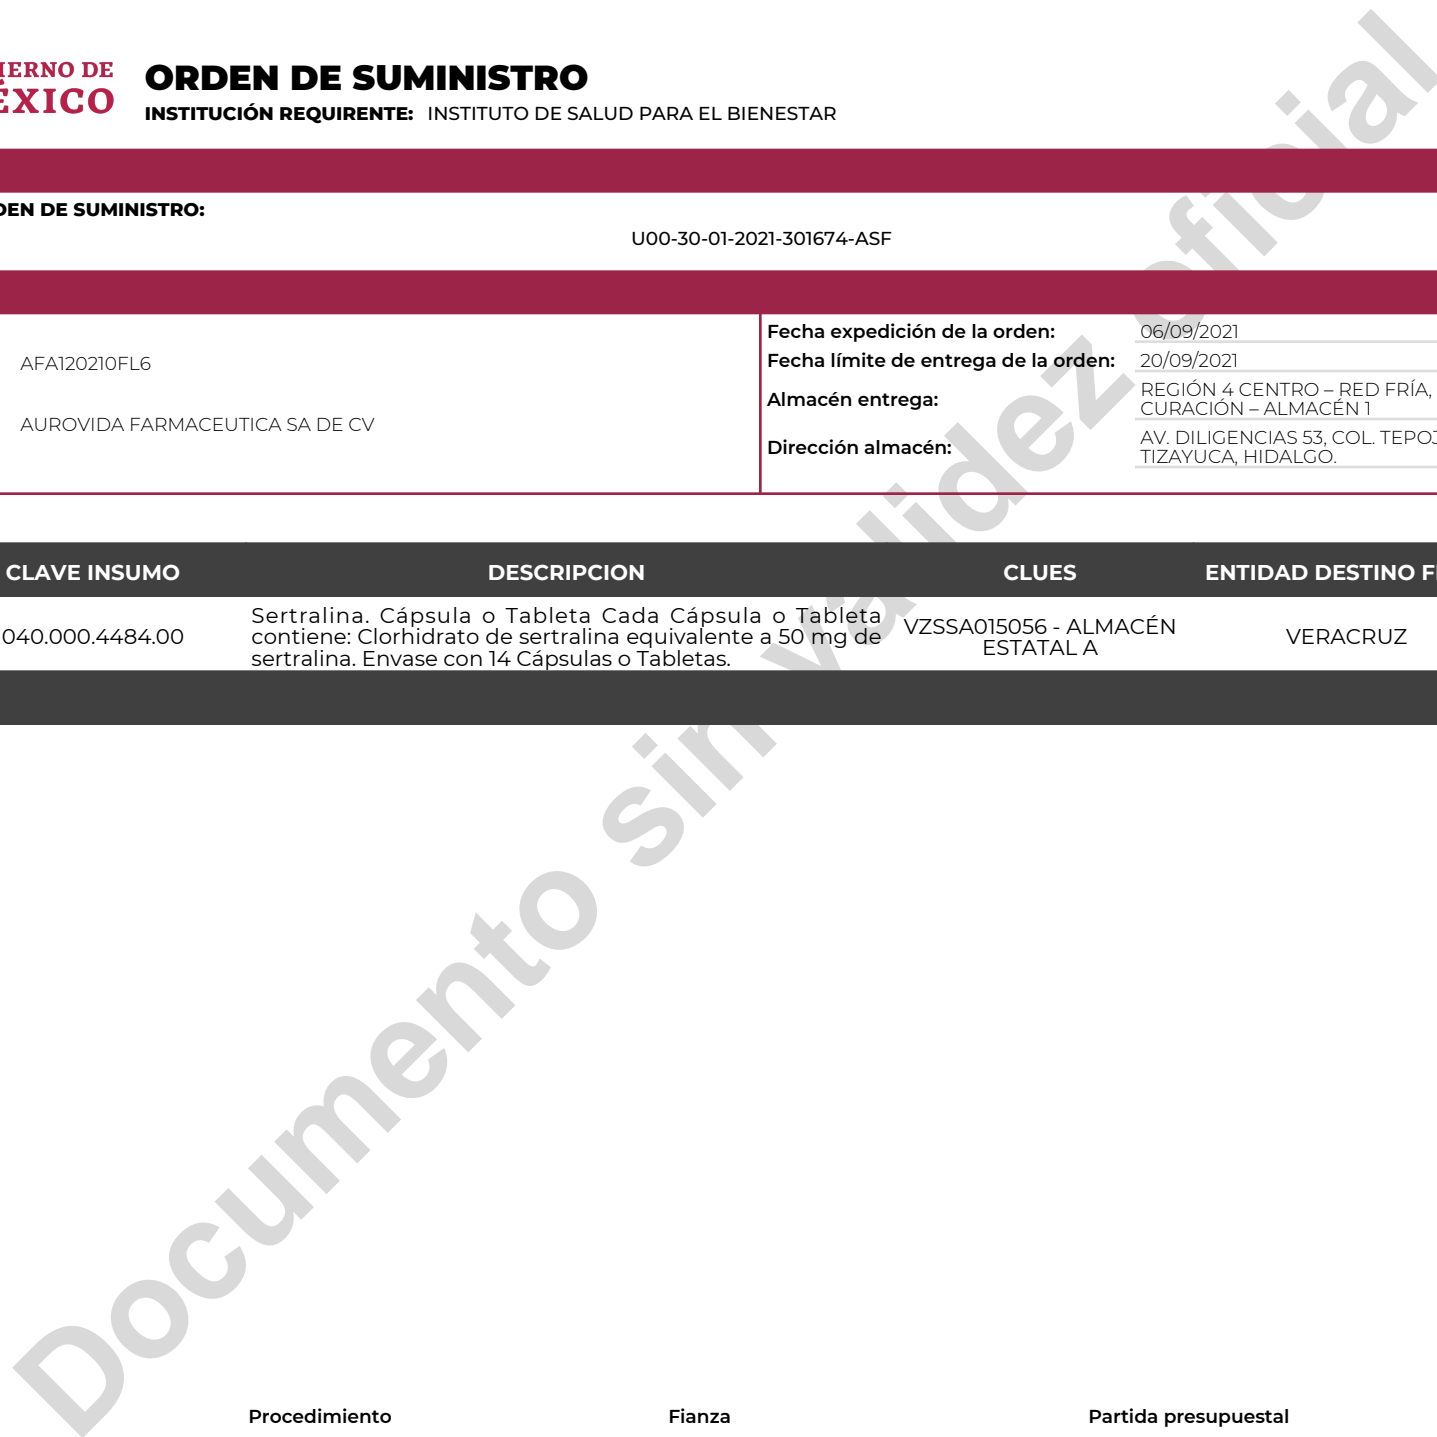 IERNO DE
ÉXICO
ORDEN DE SUMINISTRO
INSTITUCIÓN REQUIRENTE: INSTITUTO DE SALUD PARA EL BIENESTAR
DEN DE SUMINISTRO:
U00-30-01-2021-301674-ASF
AFA120210FL6
AUROVIDA FARMACEUTICA SA DE CV
Fecha expedición de la orden: 06/09/2021
Fecha límite de entrega de la orden: 20/09/2021
Almacén entrega: REGIÓN 4 CENTRO – RED FRÍA,
CURACIÓN – ALMACÉN 1
Dirección almacén: AV. DILIGENCIAS 53, COL. TEPOJ
TIZAYUCA, HIDALGO.
CLAVE INSUMO DESCRIPCION CLUES ENTIDAD DESTINO FI
040.000.4484.00
Sertralina. Cápsula o Tableta Cada Cápsula o Tableta
contiene: Clorhidrato de sertralina equivalente a 50 mg de
sertralina. Envase con 14 Cápsulas o Tabletas.
VZSSA015056 - ALMACÉN
ESTATAL A
VERACRUZ
Documento sin validez oficial
Procedimiento Fianza Partida presupuestal